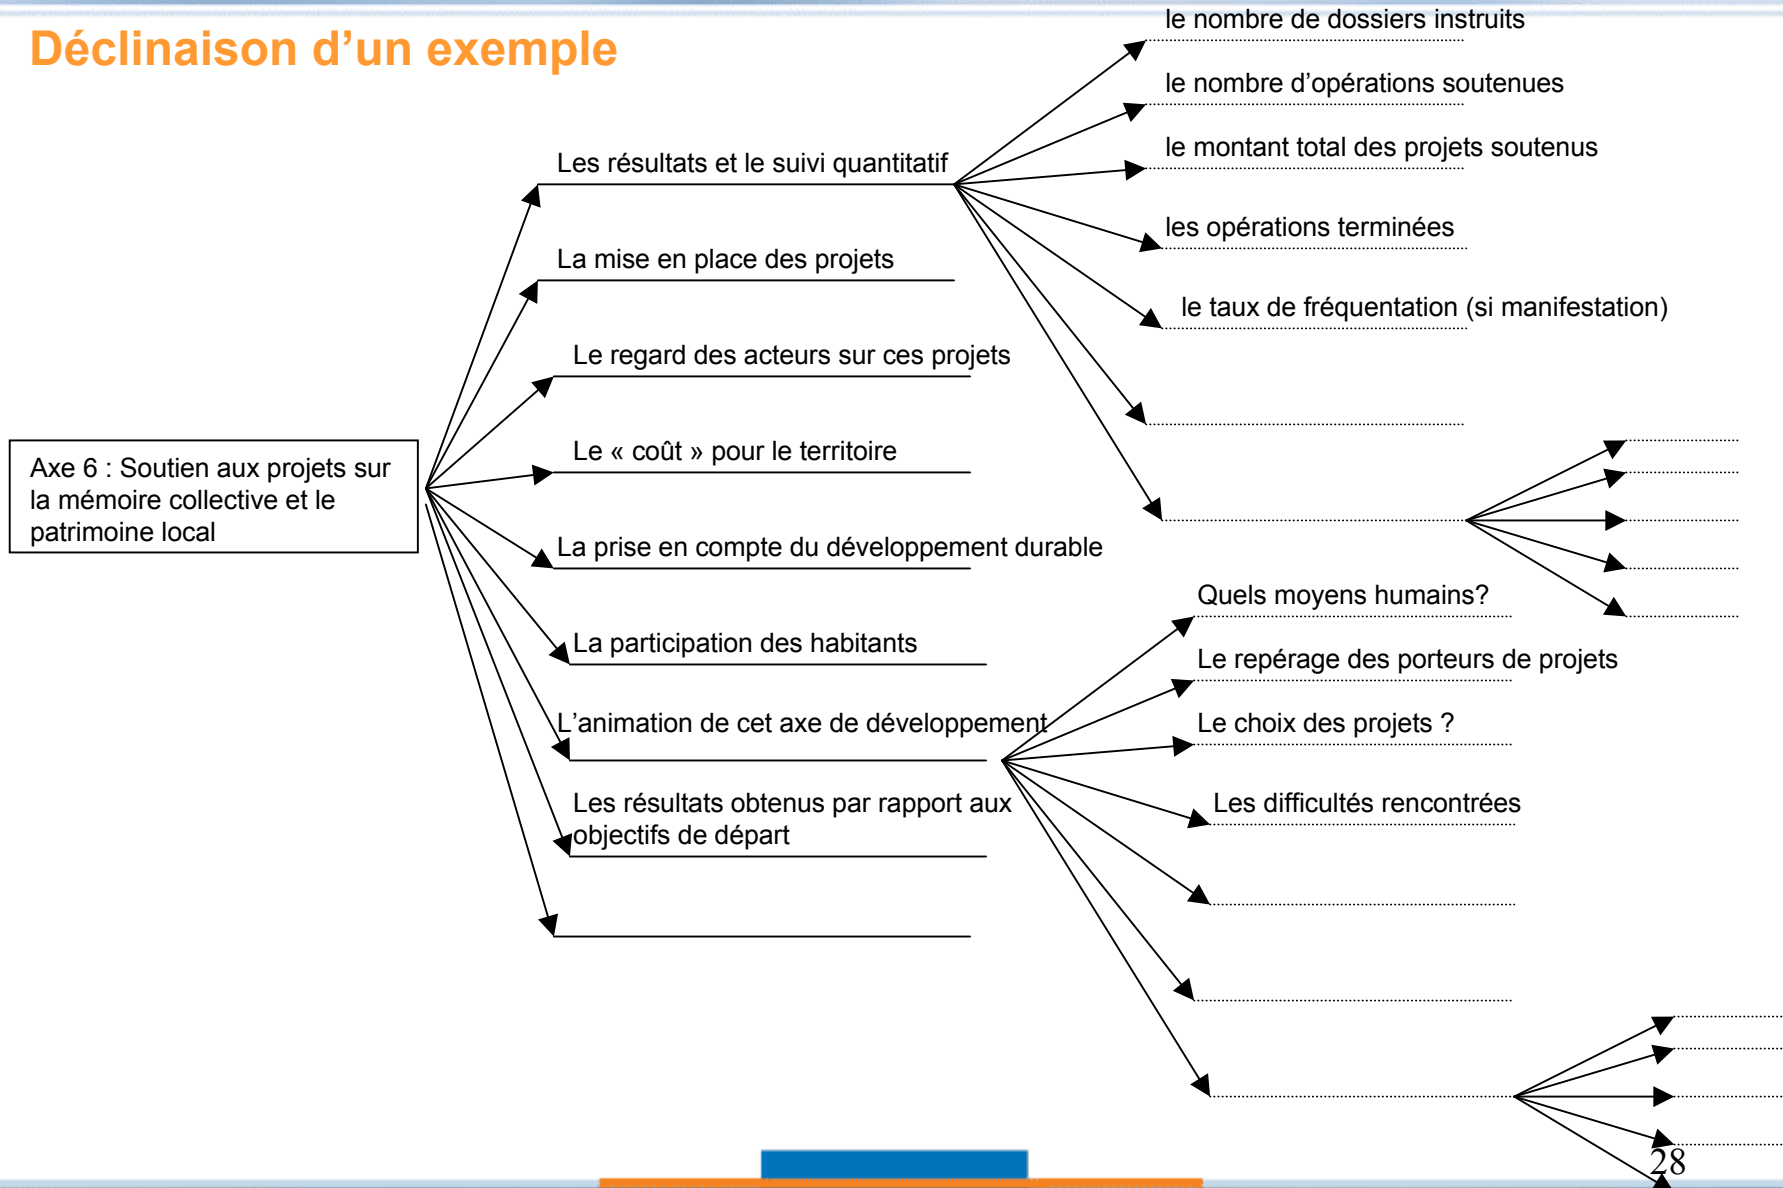 Déclinaison d’un exemple
Axe 6 : Soutien aux projets sur
la mémoire collective et le
patrimoine local
Les résultats et le suivi quantitatif
La mise en place des projets
Le regard des acteurs sur ces projets
Le « coût » pour le territoire
La prise en compte du développement durable
La participation des habitants
L’animation de cet axe de développement
Les résultats obtenus par rapport aux
objectifs de départ
le nombre de dossiers instruits
le nombre d’opérations soutenues
le montant total des projets soutenus
les opérations terminées
le taux de fréquentation (si manifestation)
Quels moyens humains?
Le repérage des porteurs de projets
Le choix des projets ?
Les difficultés rencontrées
28